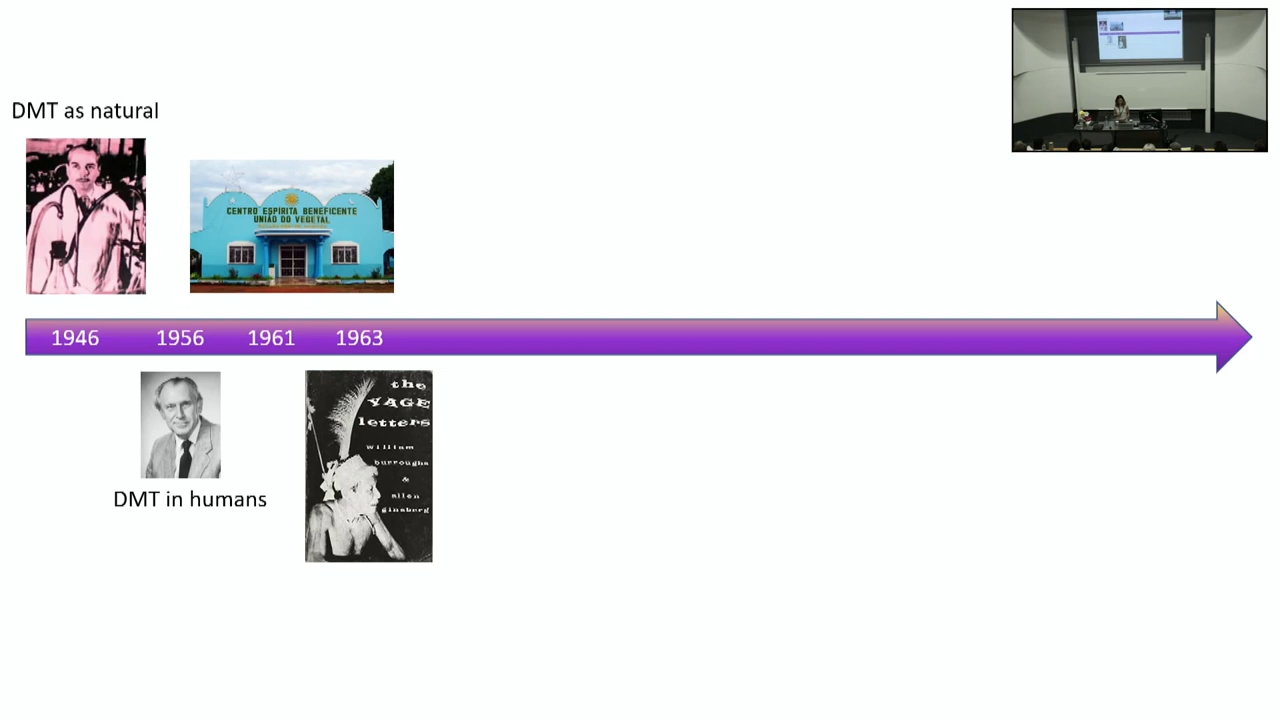 DMT as natural
CENTRO ESPÍRITA BENEFICENTE
UNIÃO DO VEGETAL
1946 1956 1961 1963
the
YAGE
letters
william
burroughs
&
allen
ginsberg
DMT in humans